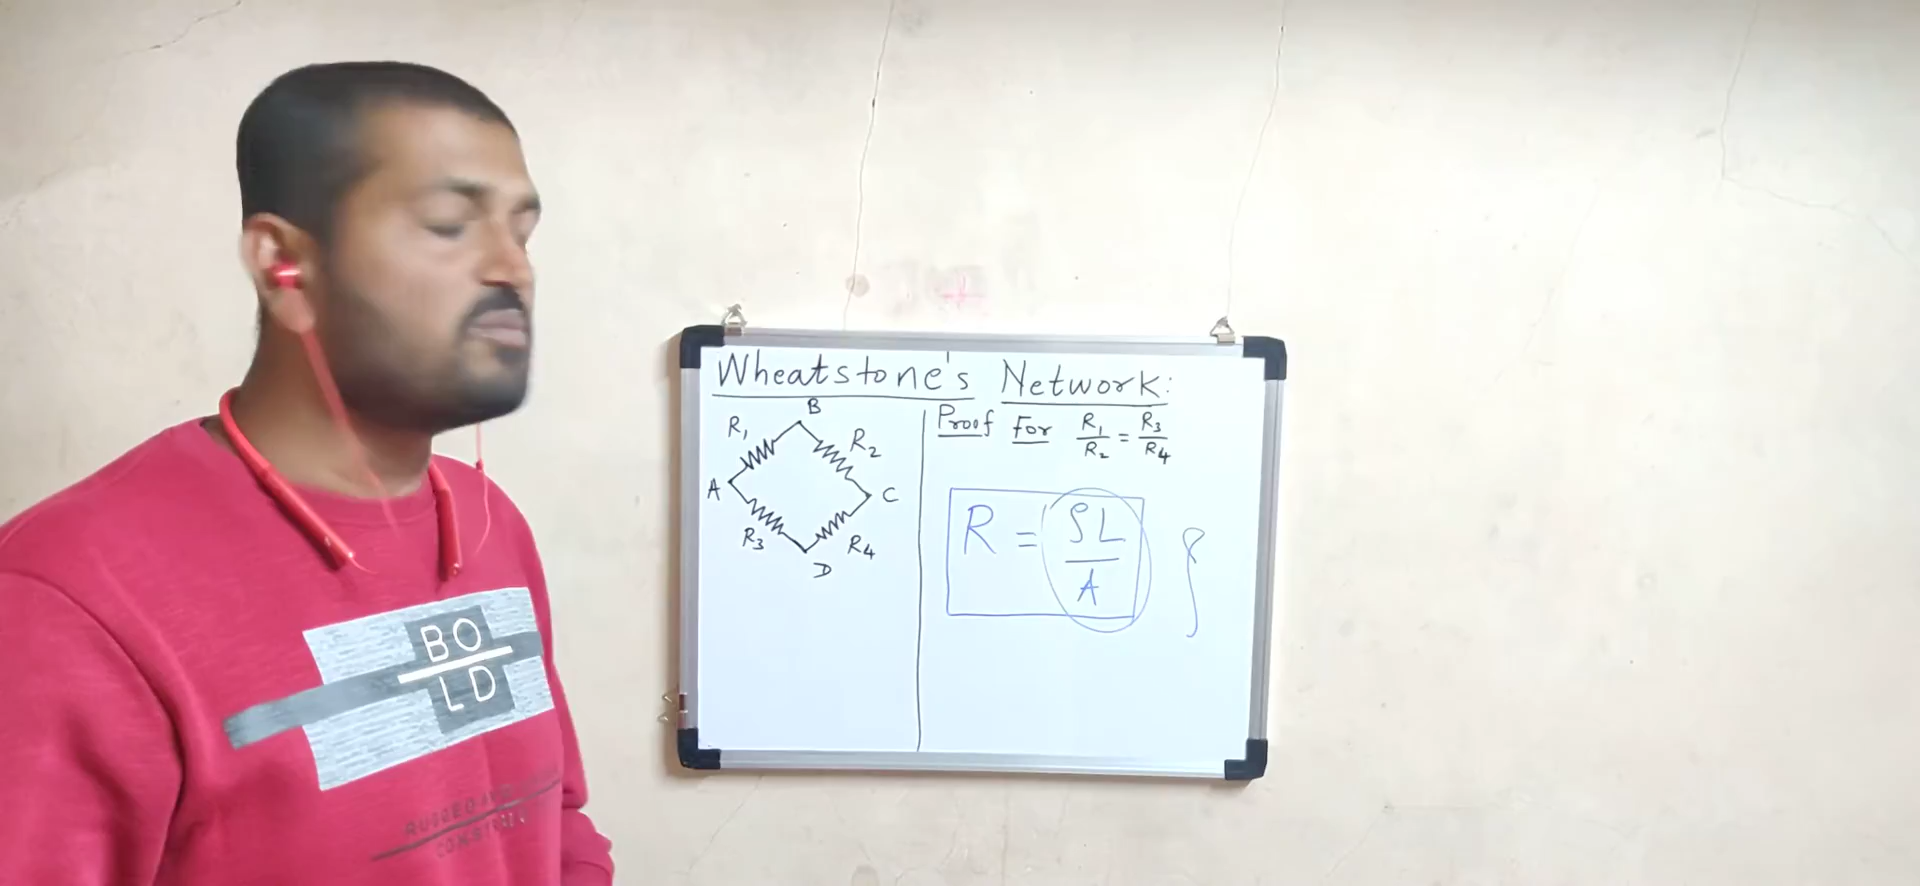 Wheatstone's Network:
B
R1
R2
A
C
R3
R4
D
Proof For R1/R2 = R3/R4
R = ρL/A
ρ
BO
LD